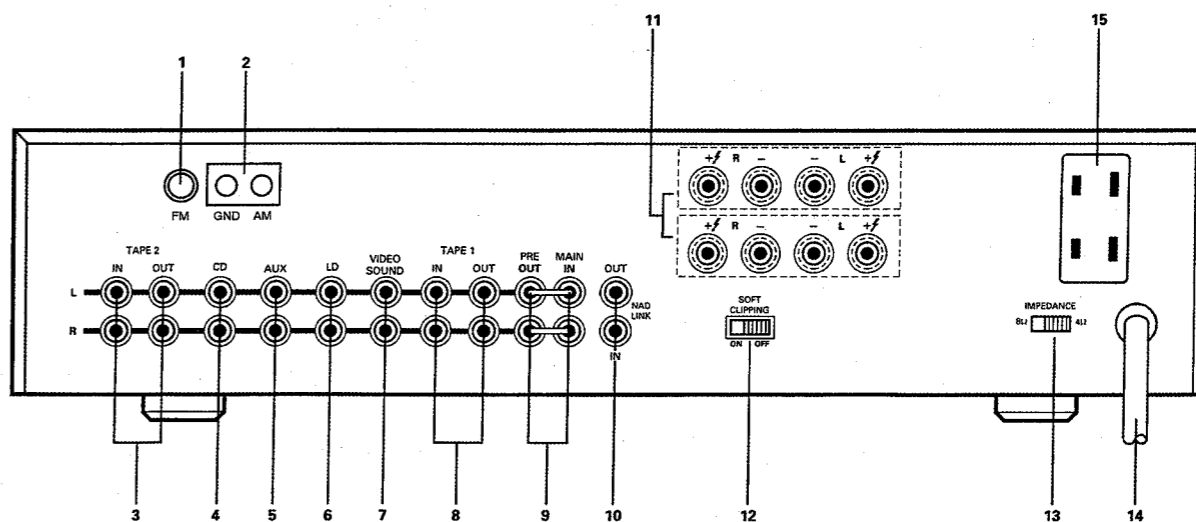 11 15
1 2
+ R – – L +
FM GND AM
+ R – – L +
TAPE 2 TAPE 1
IN OUT CD AUX LD VIDEO SOUND IN OUT PRE OUT MAIN IN OUT
L
NAD LINK
SOFT CLIPPING
IMPEDANCE
8Ω 4Ω
R
ON OFF
IN
3 4 5 6 7 8 9 10 12 13 14